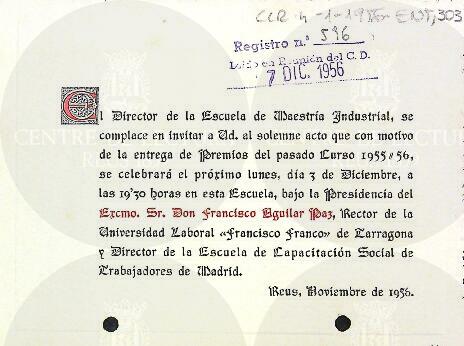 Registro n.º 596
Leído en Reunión del C. D.
7 DIC. 1956
El Director de la Escuela de Maestría Industrial, se
complace en invitar a Ud. al solemne acto que con motivo
de la entrega de Premios del pasado Curso 1955-56,
se celebrará el próximo lunes, día 3 de Diciembre, a
las 19'30 horas en esta Escuela, bajo la Presidencia del
Excmo. Sr. Don Francisco Aguilar Paz, Rector de la
Universidad Laboral «Francisco Franco» de Tarragona
y Director de la Escuela de Capacitación Social de
Trabajadores de Madrid.
Reus, Noviembre de 1956.